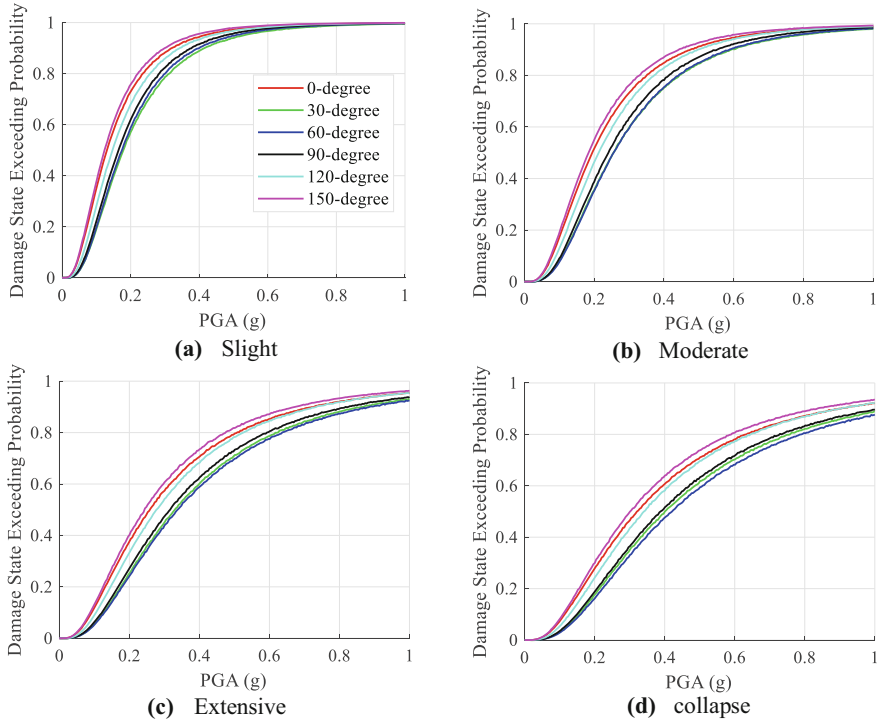 Damage State Exceeding Probability
1
0.8
0.6
0.4
0.2
0
0-degree
30-degree
60-degree
90-degree
120-degree
150-degree
0 0.2 0.4 0.6 0.8 1
PGA (g)
(a) Slight
Damage State Exceeding Probability
1
0.8
0.6
0.4
0.2
0
0 0.2 0.4 0.6 0.8 1
PGA (g)
(b) Moderate
Damage State Exceeding Probability
1
0.8
0.6
0.4
0.2
0
0 0.2 0.4 0.6 0.8 1
PGA (g)
(c) Extensive
Damage State Exceeding Probability
1
0.8
0.6
0.4
0.2
0
0 0.2 0.4 0.6 0.8 1
PGA (g)
(d) collapse